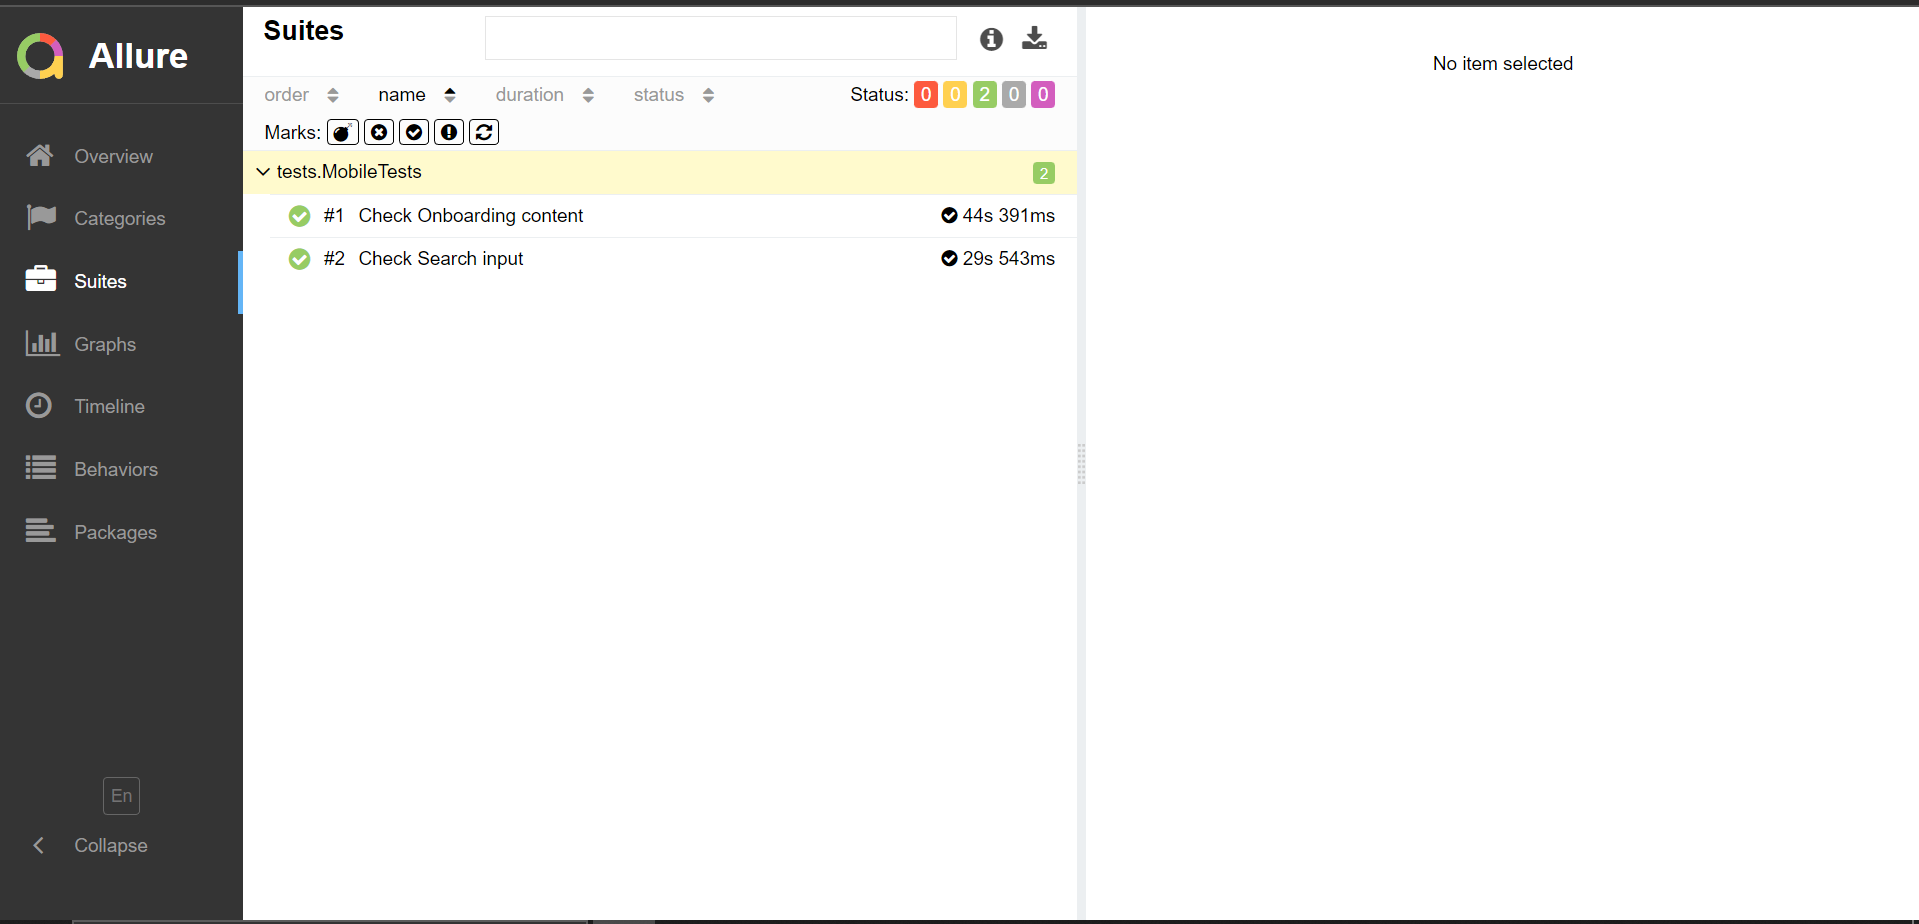 Allure
Overview
Categories
Suites
Graphs
Timeline
Behaviors
Packages
En
Collapse
Suites
order name duration status Status: 0 0 2 0 0
Marks:
tests.MobileTests 2
#1 Check Onboarding content 44s 391ms
#2 Check Search input 29s 543ms
No item selected